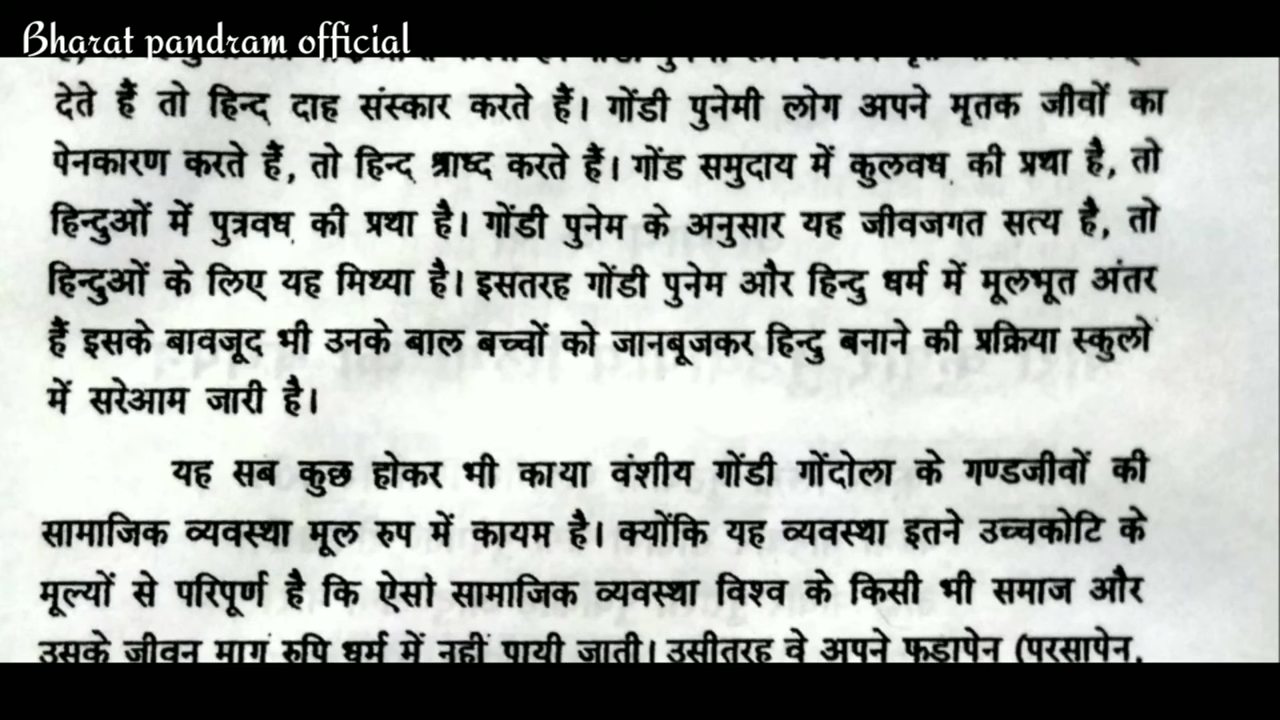 Bharat pandram official
देते हैं तो हिन्दू दाह संस्कार करते हैं। गोंडी पुनेमी लोग अपने मृतक जीवों का
पेनकारण करते हैं, तो हिन्दू श्राध्द करते हैं। गोंड समुदाय में कुलवध की प्रथा है, तो
हिन्दुओं में पुत्रवध की प्रथा है। गोंडी पुनेम के अनुसार यह जीवजगत सत्य है, तो
हिन्दुओं के लिए यह मिथ्या है। इसतरह गोंडी पुनेम और हिन्दु धर्म में मूलभूत अंतर
हैं इसके बावजूद भी उनके बाल बच्चों को जानबूजकर हिन्दु बनाने की प्रक्रिया स्कुलो
में सरेआम जारी है।
यह सब कुछ होकर भी काया वंशीय गोंडी गोंदोला के गण्डजीवों की
सामाजिक व्यवस्था मूल रुप में कायम है। क्योंकि यह व्यवस्था इतने उच्चकोटि के
मूल्यों से परिपूर्ण है कि ऐसो सामाजिक व्यवस्था विश्व के किसी भी समाज और
उसके जीवन मार्ग रुपि धर्म में नहीं पायी जाती। उसीतरह वे अपने फडापेन (परसापेन,